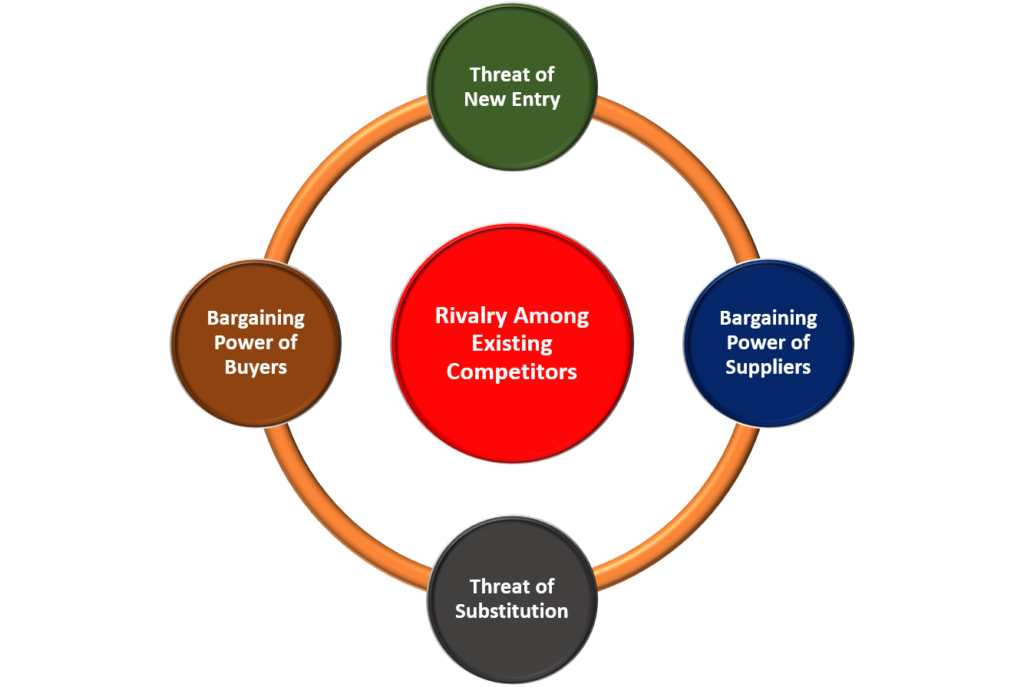 Threat of
New Entry
Rivalry Among
Existing
Competitors
Bargaining
Power of
Buyers
Bargaining
Power of
Suppliers
Threat of
Substitution